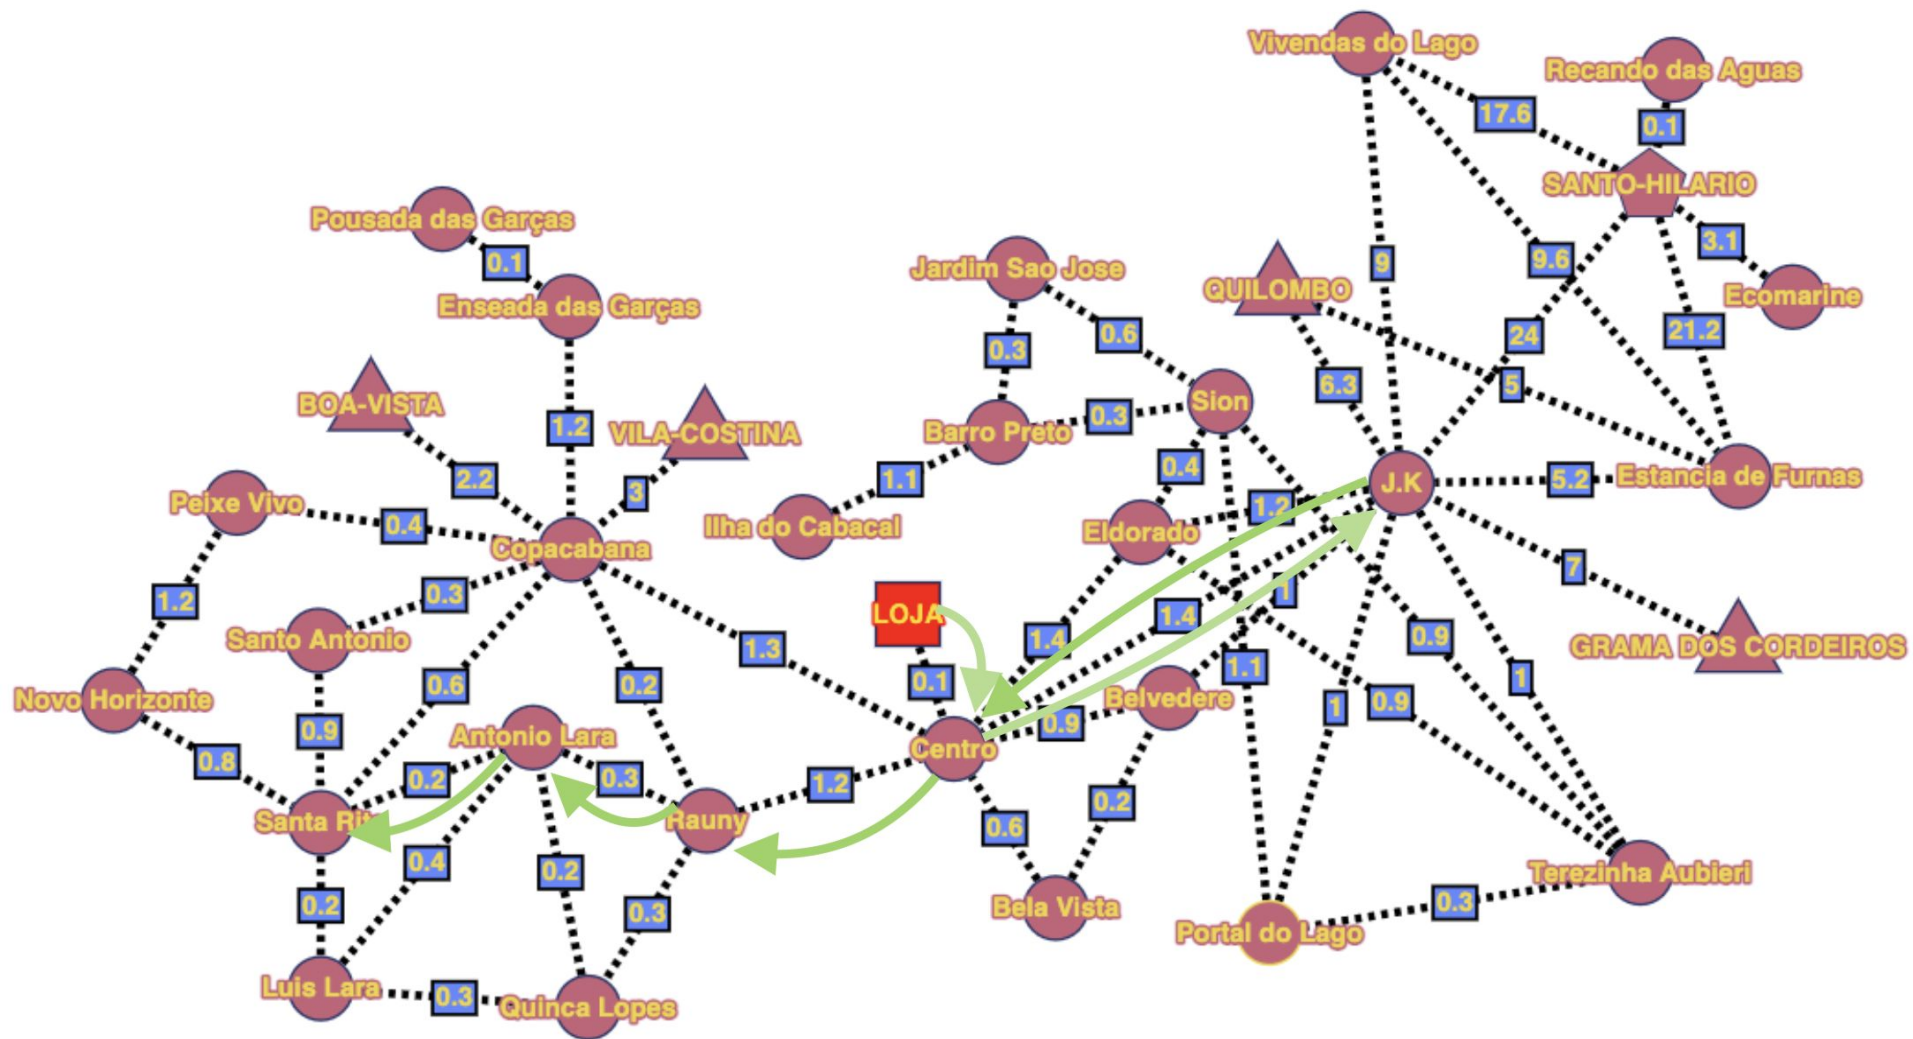 Vivendas do Lago
Recando das Aguas
17.6
0.1
SANTO-HILARIO
Pousada das Garças
3.1
0.1
9
9.6
Jardim Sao Jose
QUILOMBO
Ecomarine
Enseada das Garças
21.2
24
0.6
0.3
6.3
5
BOA-VISTA
Sion
0.3
1.2
VILA-COSTINA
Barro Preto
0.4
1.1
2.2
3
J.K
5.2
Estancia de Furnas
Peixe Vivo
1.2
0.4
Ilha do Cabacal
Eldorado
Copacabana
7
1
1.2
0.3
LOJA
1.4
1.4
0.9
Santo Antonio
1.3
GRAMA DOS CORDEIROS
1.1
1
0.6
0.2
0.1
Novo Horizonte
Belvedere
0.9
1
0.9
0.9
Antonio Lara
Centro
0.8
0.2
0.3
1.2
0.2
Santa Rit
Rauny
0.6
0.4
0.2
Terezinha Aubieri
0.2
0.3
Bela Vista
0.3
Portal do Lago
Luis Lara
0.3
Quinca Lopes